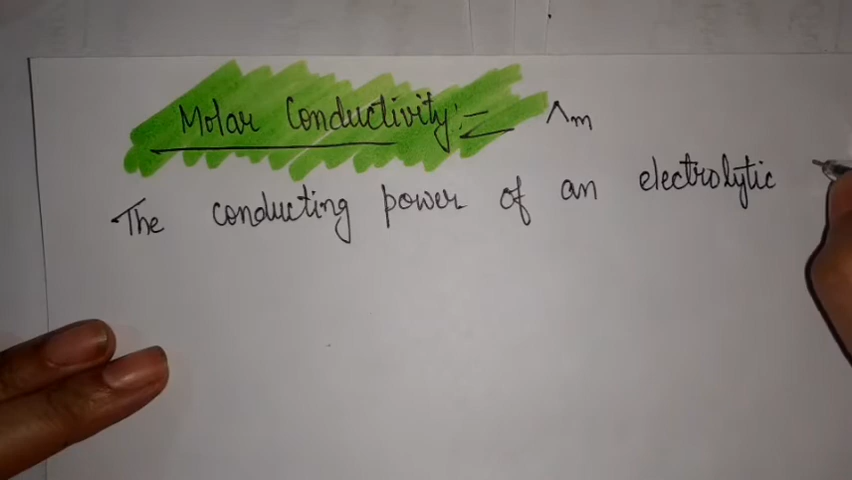 Molar Conductivity :- Λm
The conducting power of an electrolytic